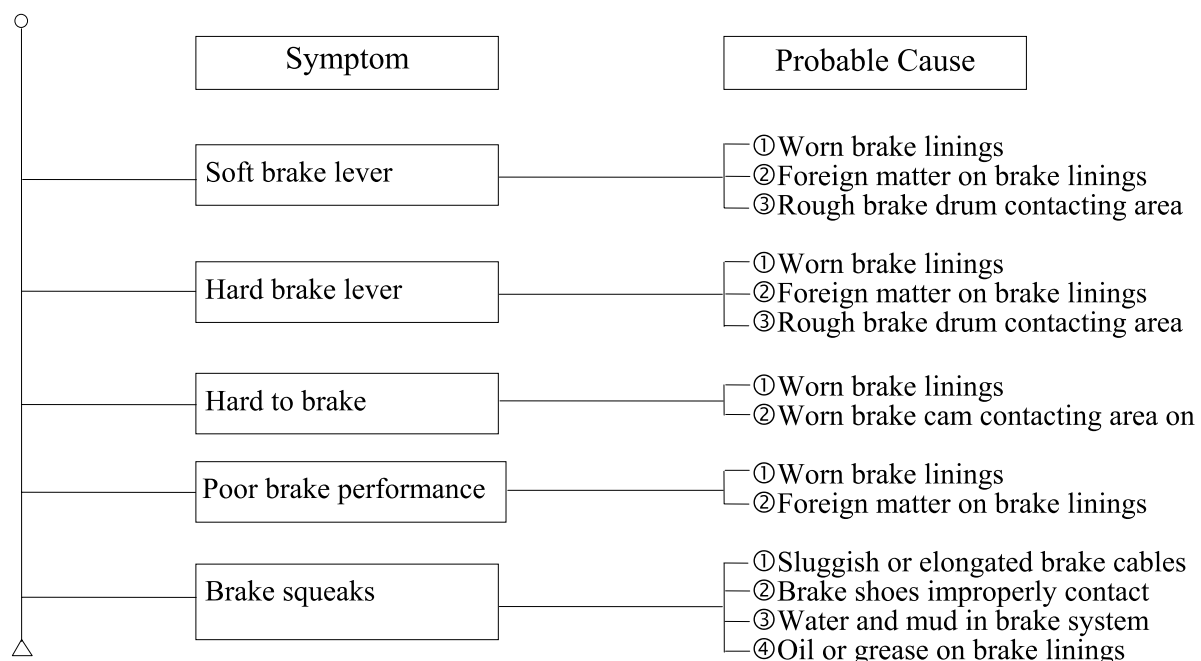 Symptom
Probable Cause
Soft brake lever
①Worn brake linings
②Foreign matter on brake linings
③Rough brake drum contacting area
Hard brake lever
①Worn brake linings
②Foreign matter on brake linings
③Rough brake drum contacting area
Hard to brake
①Worn brake linings
②Worn brake cam contacting area on
Poor brake performance
①Worn brake linings
②Foreign matter on brake linings
Brake squeaks
①Sluggish or elongated brake cables
②Brake shoes improperly contact
③Water and mud in brake system
④Oil or grease on brake linings